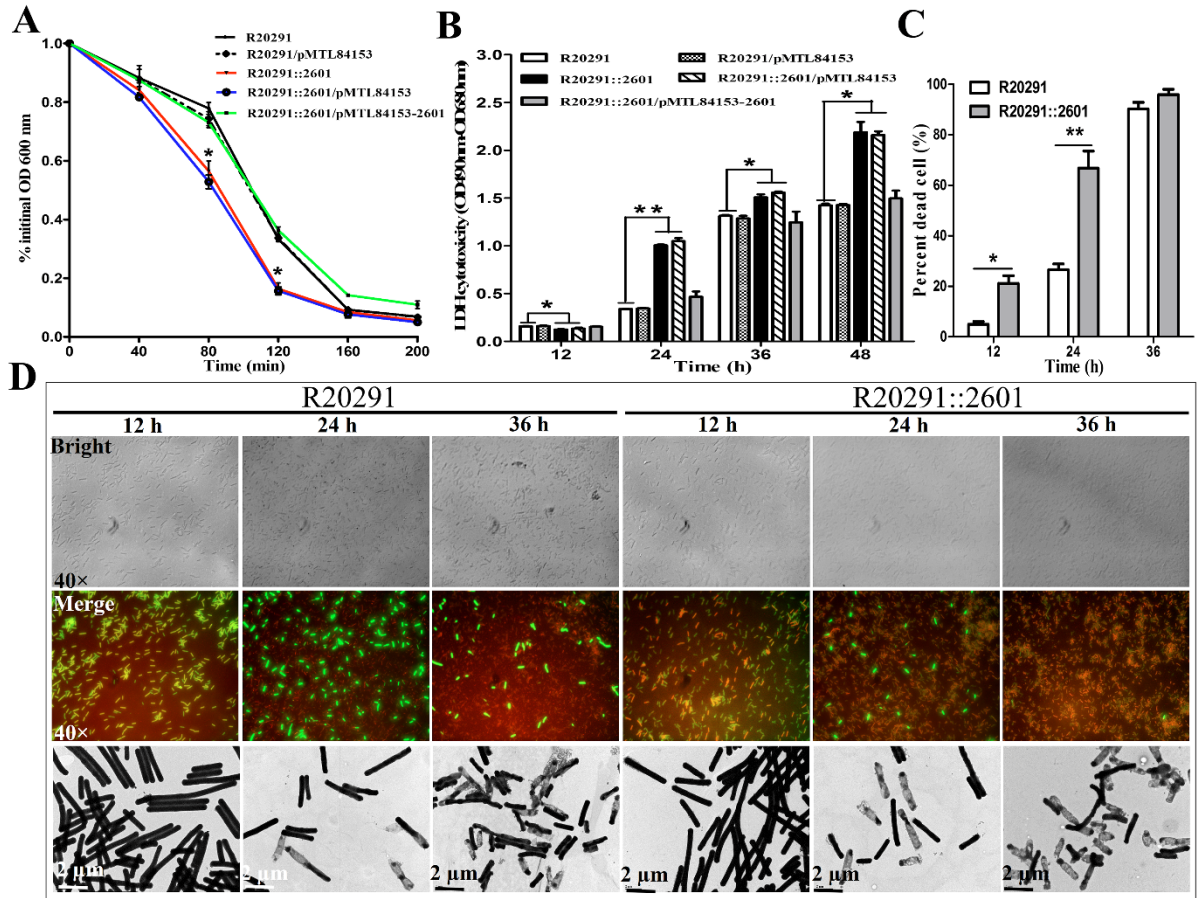 A
R20291
R20291/pMTL84153
R20291::2601
R20291::2601/pMTL84153
R20291::2601/pMTL84153-2601
% initinal OD 600 nm
1.0
0.8
0.6
0.4
0.2
0.0
*
*
0 40 80 120 160 200
Time (min)
B
R20291 R20291/pMTL84153
R20291::2601 R20291::2601/pMTL84153
R20291::2601/pMTL84153-2601
LDH cytotoxicity (OD490nm-OD680nm)
3.0
2.5
2.0
1.5
1.0
0.5
0.0
* ** * *
12 24 36 48
Time (h)
C
R20291
R20291::2601
Percent dead cell (%)
100
80
60
40
20
0
* **
12 24 36
Time (h)
D
R20291 R20291::2601
12 h 24 h 36 h 12 h 24 h 36 h
Bright
40×
Merge
40×
2 µm 2 µm 2 µm 2 µm 2 µm 2 µm